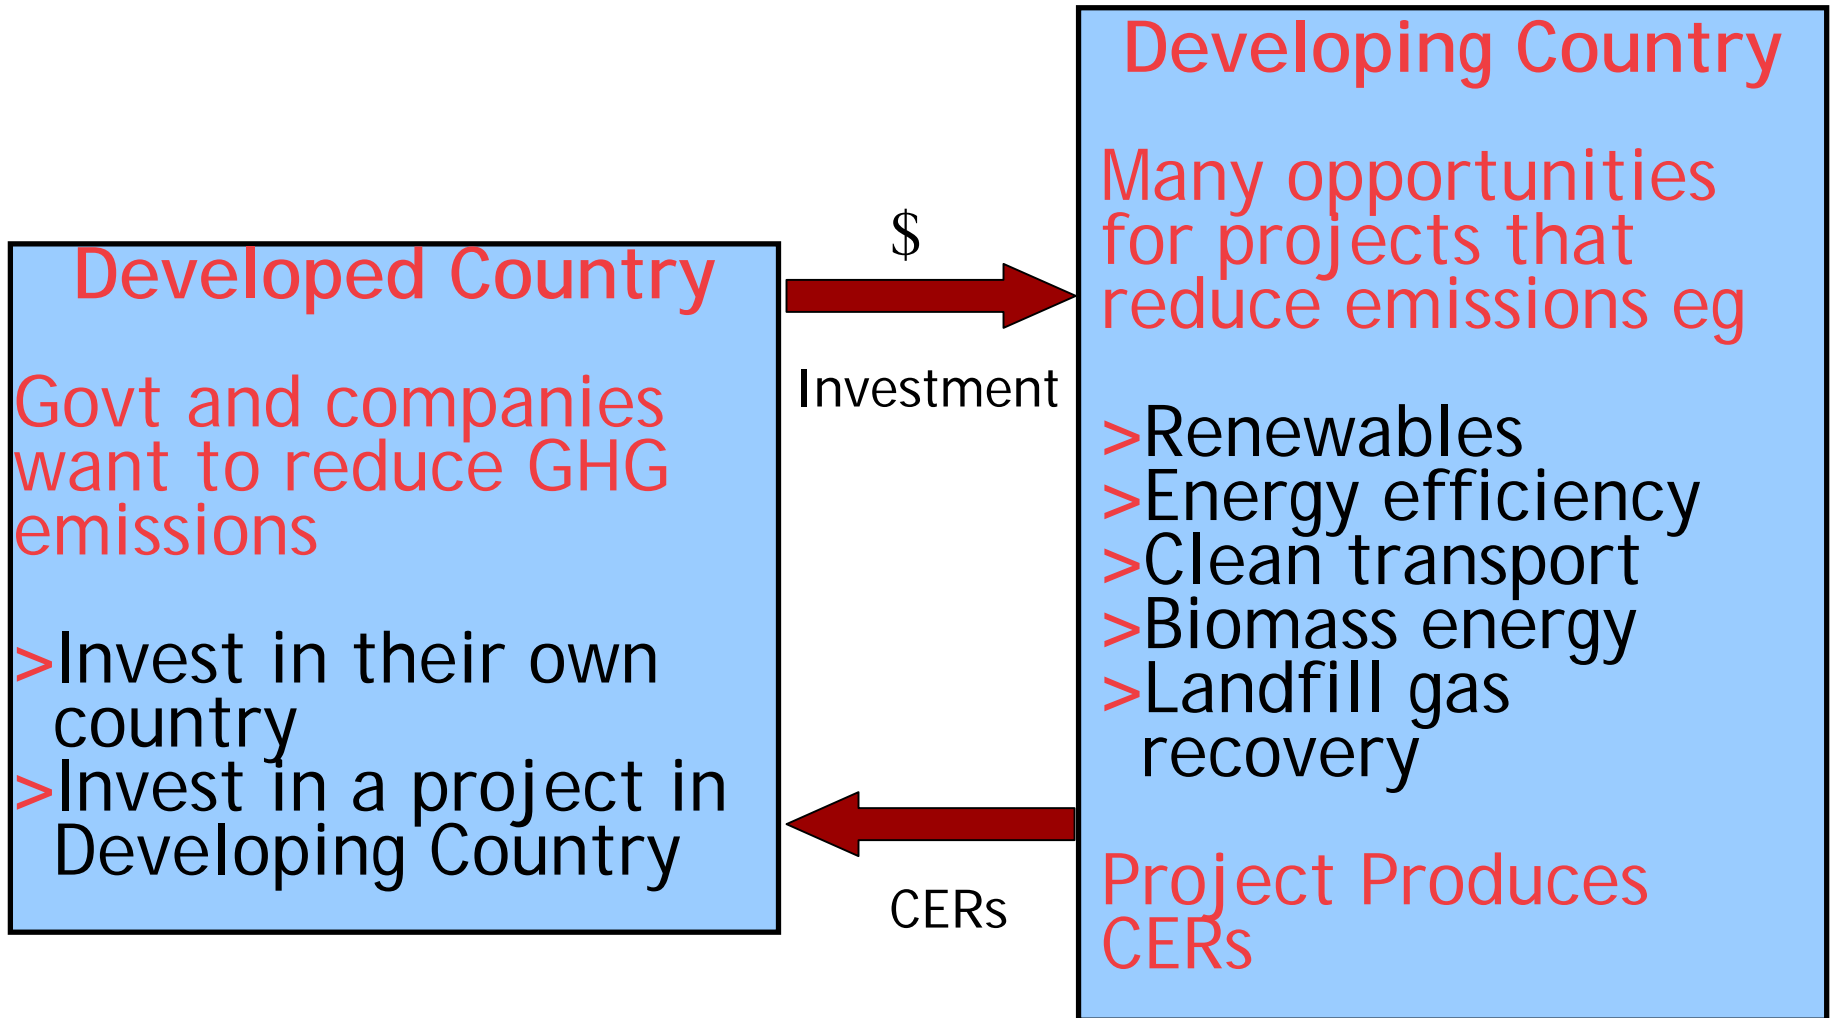 Developed Country
Govt and companies
want to reduce GHG
emissions
>Invest in their own
country
>Invest in a project in
Developing Country
$
Investment
CERs
Developing Country
Many opportunities
for projects that
reduce emissions eg
>Renewables
>Energy efficiency
>Clean transport
>Biomass energy
>Landfill gas
recovery
Project Produces
CERs